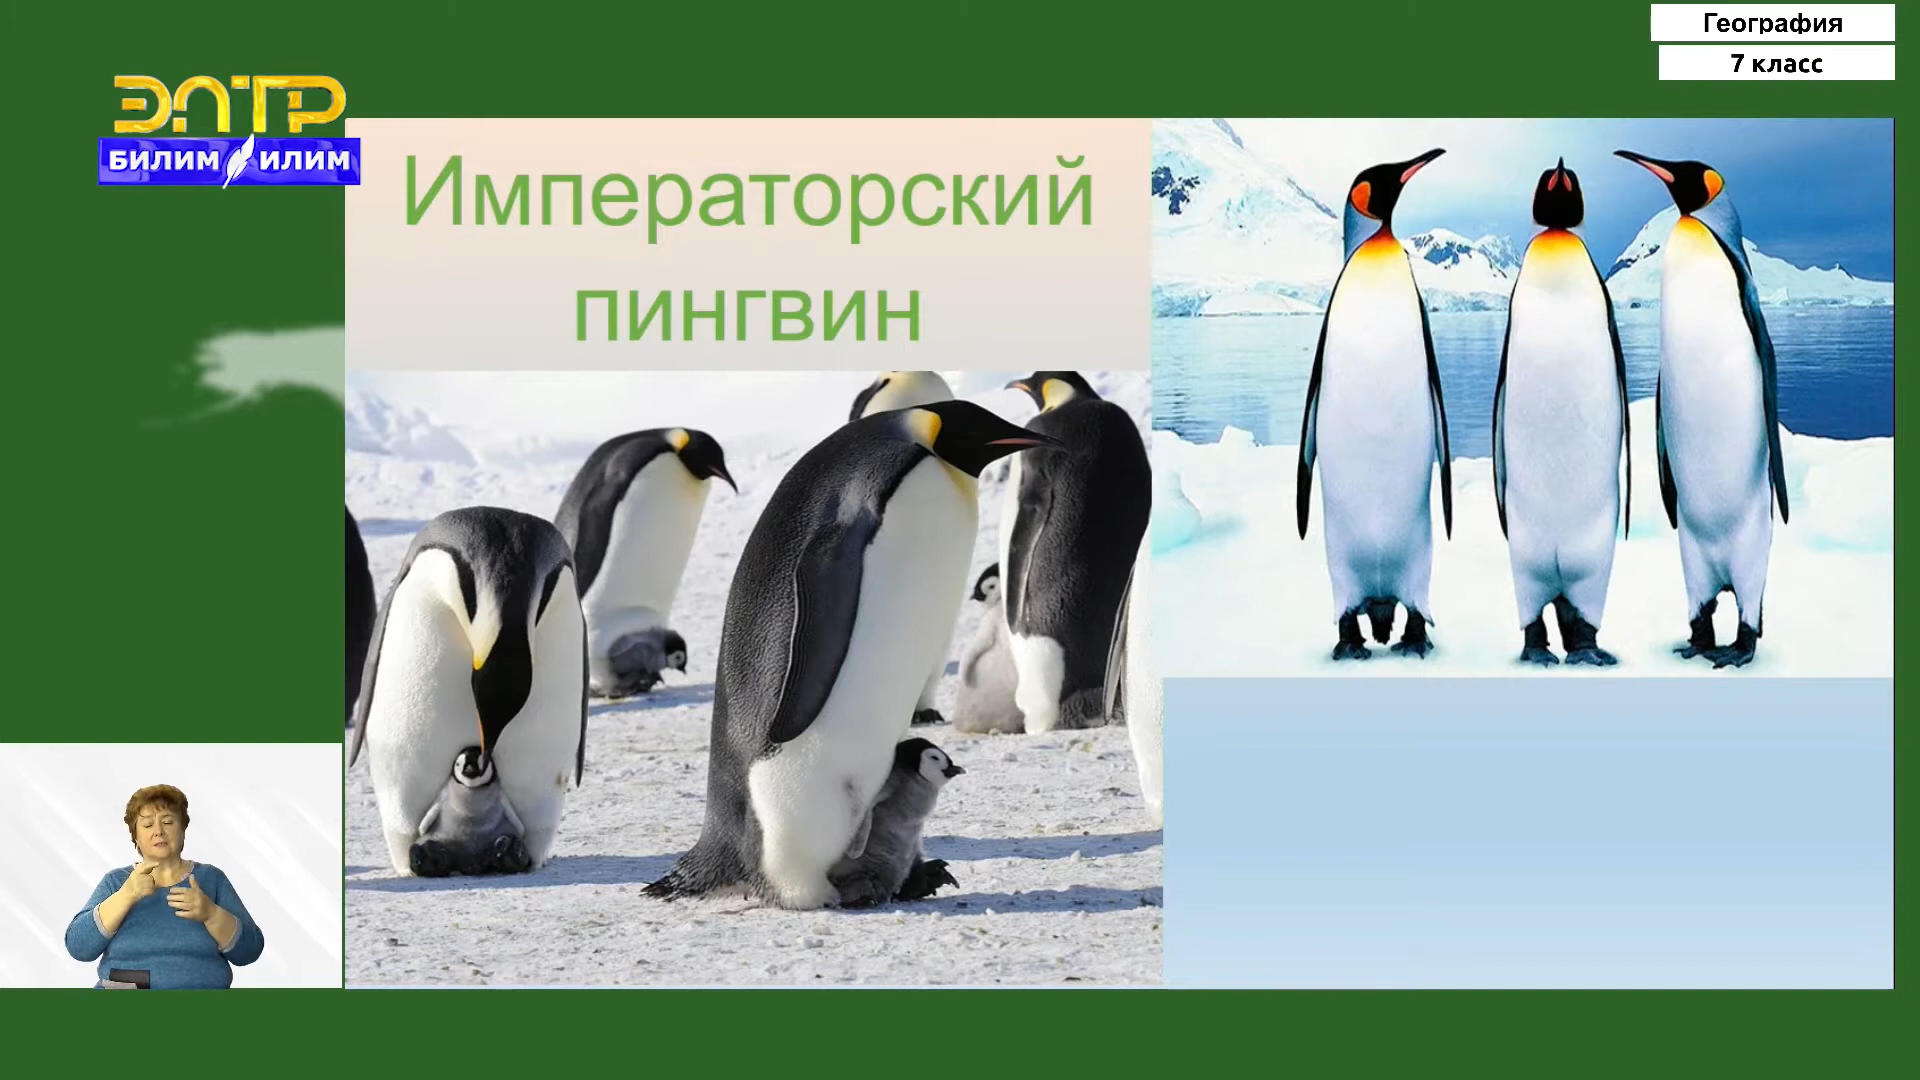 География
7 класс
ЭЛТР
БИЛИМ ИЛИМ
Императорский
пингвин